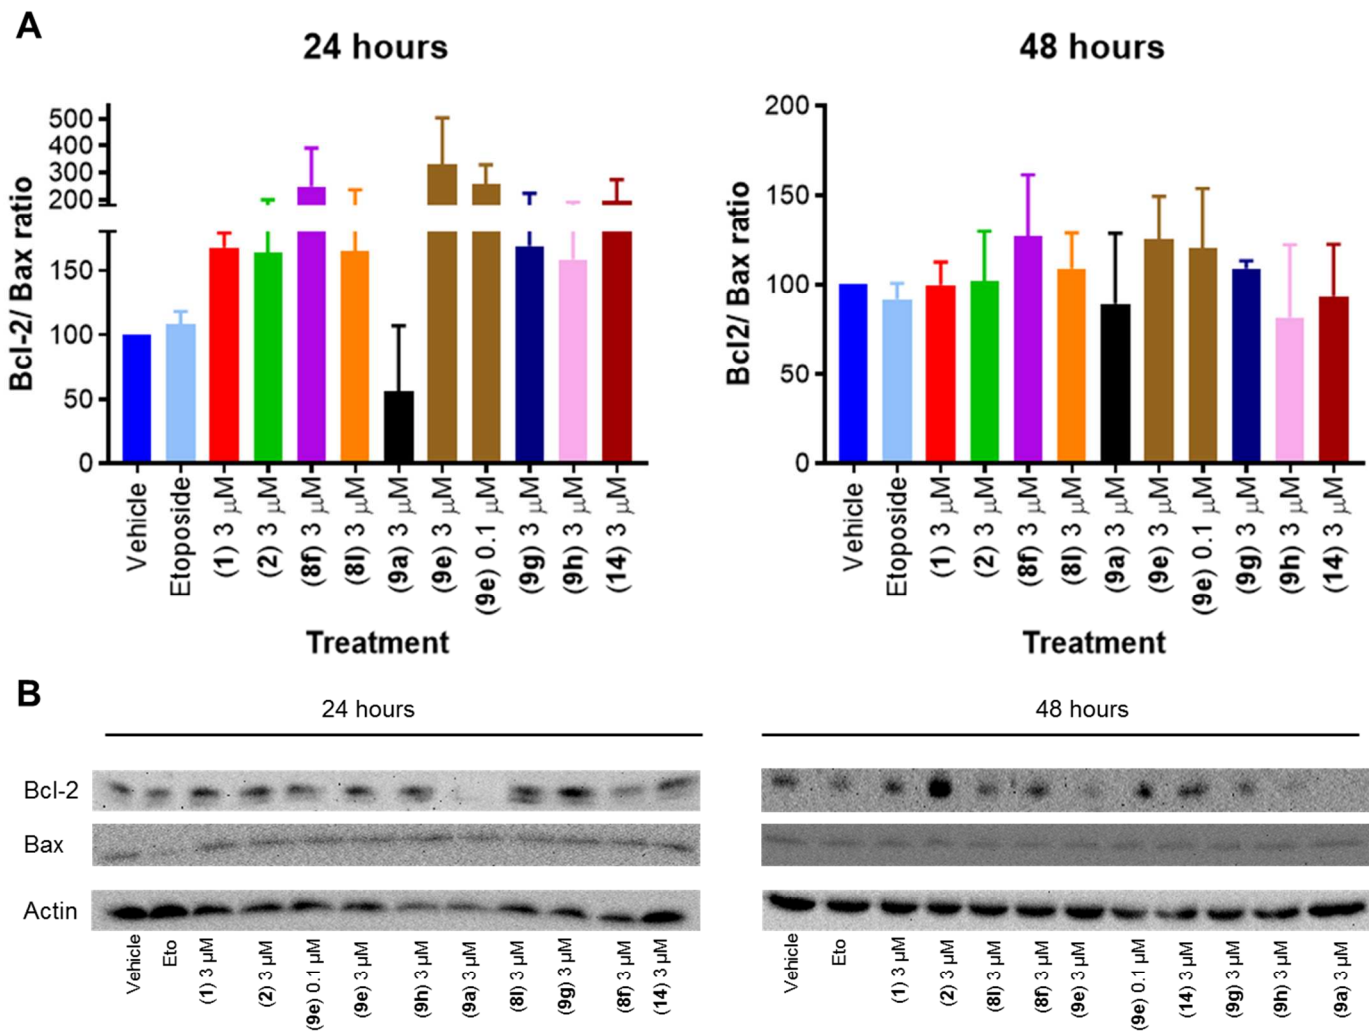 A
24 hours
48 hours
Bcl-2/ Bax ratio
500
400
300
200
150
100
50
0
Vehicle
Etoposide
(1) 3 μM
(2) 3 μM
(8f) 3 μM
(8l) 3 μM
(9a) 3 μM
(9e) 3 μM
(9e) 0.1 μM
(9g) 3 μM
(9h) 3 μM
(14) 3 μM
Treatment
Bcl2/ Bax ratio
200
150
100
50
0
Vehicle
Etoposide
(1) 3 μM
(2) 3 μM
(8f) 3 μM
(8l) 3 μM
(9a) 3 μM
(9e) 3 μM
(9e) 0.1 μM
(9g) 3 μM
(9h) 3 μM
(14) 3 μM
Treatment
B
24 hours
48 hours
Bcl-2
Bax
Actin
Vehicle
Eto
(1) 3 μM
(2) 3 μM
(9e) 0.1 μM
(9e) 3 μM
(9h) 3 μM
(9a) 3 μM
(8l) 3 μM
(9g) 3 μM
(8f) 3 μM
(14) 3 μM
Vehicle
Eto
(1) 3 μM
(2) 3 μM
(8l) 3 μM
(8f) 3 μM
(9e) 3 μM
(9e) 0.1 μM
(14) 3 μM
(9g) 3 μM
(9h) 3 μM
(9a) 3 μM